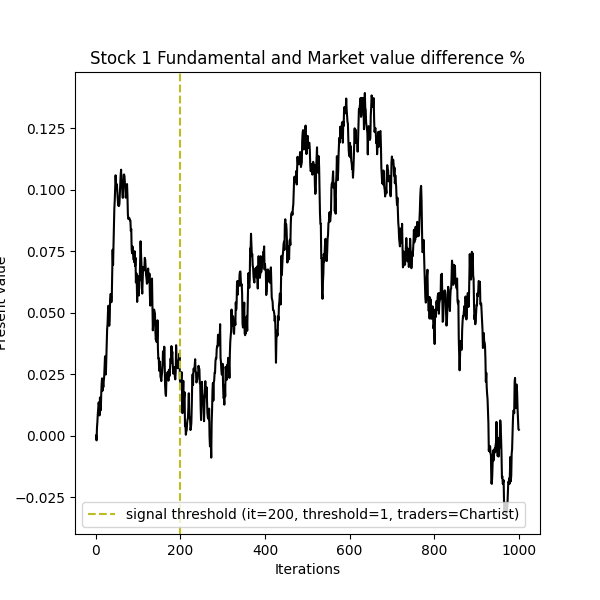 Stock 1 Fundamental and Market value difference %
0.125
0.100
0.075
0.050
0.025
0.000
−0.025
Present value
signal threshold (it=200, threshold=1, traders=Chartist)
0 200 400 600 800 1000
Iterations